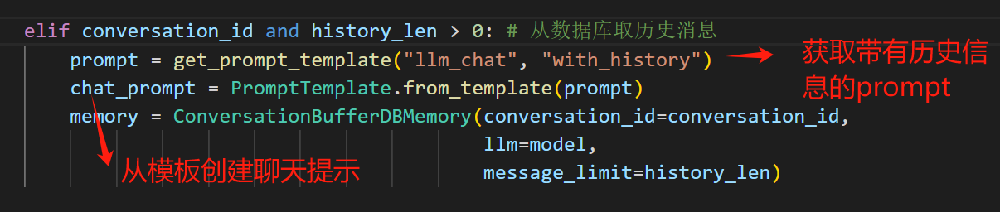 elif conversation_id and history_len > 0: # 从数据库取历史消息
prompt = get_prompt_template("llm_chat", "with_history")
获取带有历史信
息的prompt
chat_prompt = PromptTemplate.from_template(prompt)
memory = ConversationBufferDBMemory(conversation_id=conversation_id,
llm=model,
message_limit=history_len)
从模板创建聊天提示